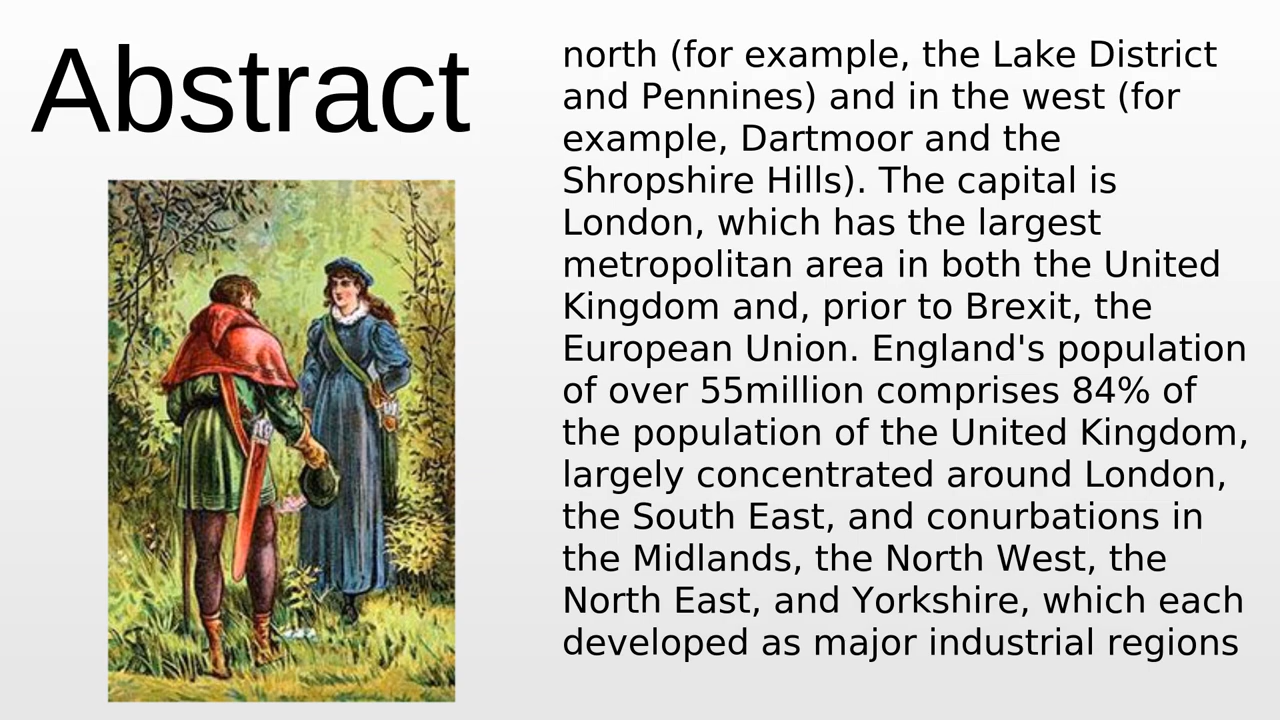 Abstract
north (for example, the Lake District
and Pennines) and in the west (for
example, Dartmoor and the
Shropshire Hills). The capital is
London, which has the largest
metropolitan area in both the United
Kingdom and, prior to Brexit, the
European Union. England's population
of over 55million comprises 84% of
the population of the United Kingdom,
largely concentrated around London,
the South East, and conurbations in
the Midlands, the North West, the
North East, and Yorkshire, which each
developed as major industrial regions